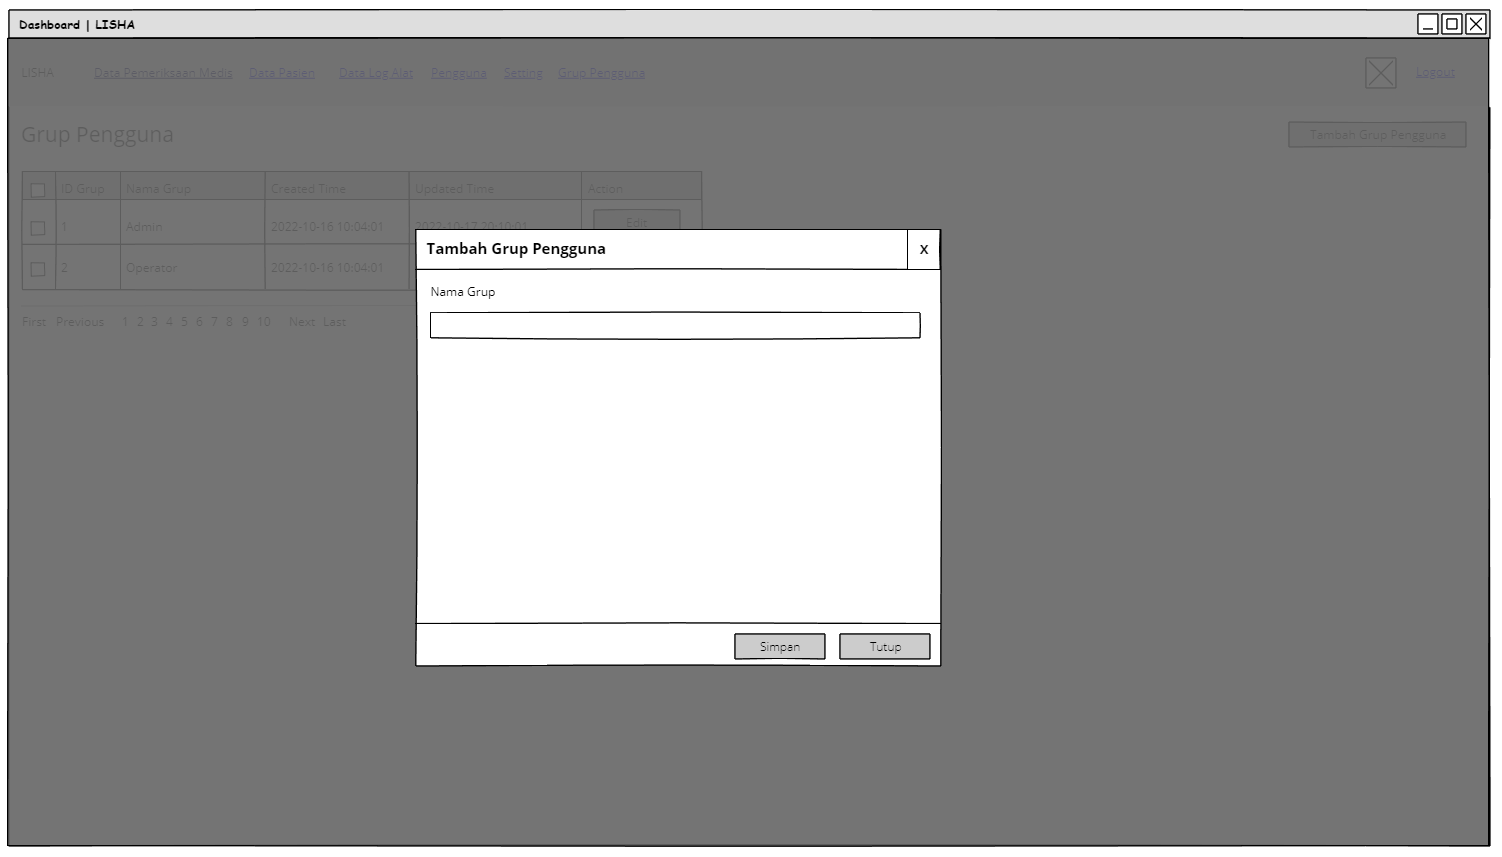 Dashboard | LISHA
LISHA Data Pemeriksaan Medis Data Pasien Data Log Alat Pengguna Setting Grup Pengguna Logout
Grup Pengguna Tambah Grup Pengguna
ID Grup Nama Grup Created Time Updated Time Action
1 Admin 2022-10-16 10:04:01 2022-10-17 20:10:01 Edit
2 Operator 2022-10-16 10:04:01
First Previous 1 2 3 4 5 6 7 8 9 10 Next Last
Tambah Grup Pengguna X
Nama Grup
Simpan Tutup